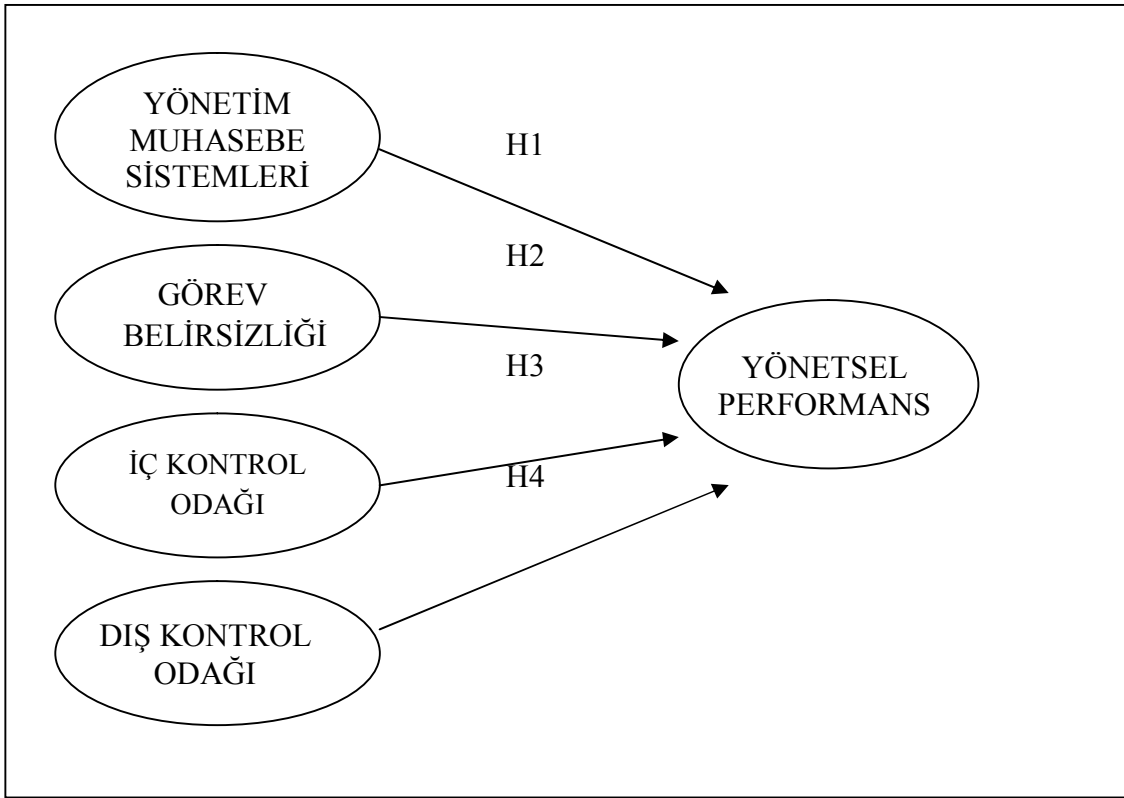 YÖNETİM
MUHASEBE
SİSTEMLERİ
H1
H2
GÖREV
BELİRSİZLİĞİ
H3
YÖNETSEL
PERFORMANS
İÇ KONTROL
ODAĞI
H4
DIŞ KONTROL
ODAĞI